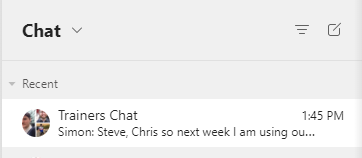 Chat
Recent
Trainers Chat 1:45 PM
Simon: Steve, Chris so next week I am using ou...